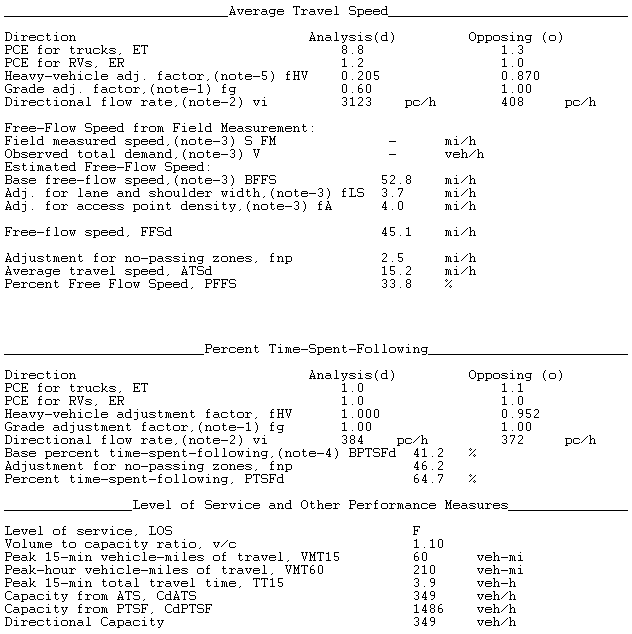 Average Travel Speed
Direction Analysis(d) Opposing (o)
PCE for trucks, ET 8.8 1.3
PCE for RVs, ER 1.2 1.0
Heavy-vehicle adj. factor,(note-5) fHV 0.205 0.870
Grade adj. factor,(note-1) fg 0.60 1.00
Directional flow rate,(note-2) vi 3123 pc/h 408 pc/h
Free-Flow Speed from Field Measurement:
Field measured speed,(note-3) S FM - mi/h
Observed total demand,(note-3) V - veh/h
Estimated Free-Flow Speed:
Base free-flow speed,(note-3) BFFS 52.8 mi/h
Adj. for lane and shoulder width,(note-3) fLS 3.7 mi/h
Adj. for access point density,(note-3) fA 4.0 mi/h
Free-flow speed, FFSd 45.1 mi/h
Adjustment for no-passing zones, fnp 2.5 mi/h
Average travel speed, ATSd 15.2 mi/h
Percent Free Flow Speed, PFFS 33.8 %
Percent Time-Spent-Following
Direction Analysis(d) Opposing (o)
PCE for trucks, ET 1.0 1.1
PCE for RVs, ER 1.0 1.0
Heavy-vehicle adjustment factor, fHV 1.000 0.952
Grade adjustment factor,(note-1) fg 1.00 1.00
Directional flow rate,(note-2) vi 384 pc/h 372 pc/h
Base percent time-spent-following,(note-4) BPTSFd 41.2 %
Adjustment for no-passing zones, fnp 46.2
Percent time-spent-following, PTSFd 64.7 %
Level of Service and Other Performance Measures
Level of service, LOS F
Volume to capacity ratio, v/c 1.10
Peak 15-min vehicle-miles of travel, VMT15 60 veh-mi
Peak-hour vehicle-miles of travel, VMT60 210 veh-mi
Peak 15-min total travel time, TT15 3.9 veh-h
Capacity from ATS, CdATS 349 veh/h
Capacity from PTSF, CdPTSF 1486 veh/h
Directional Capacity 349 veh/h